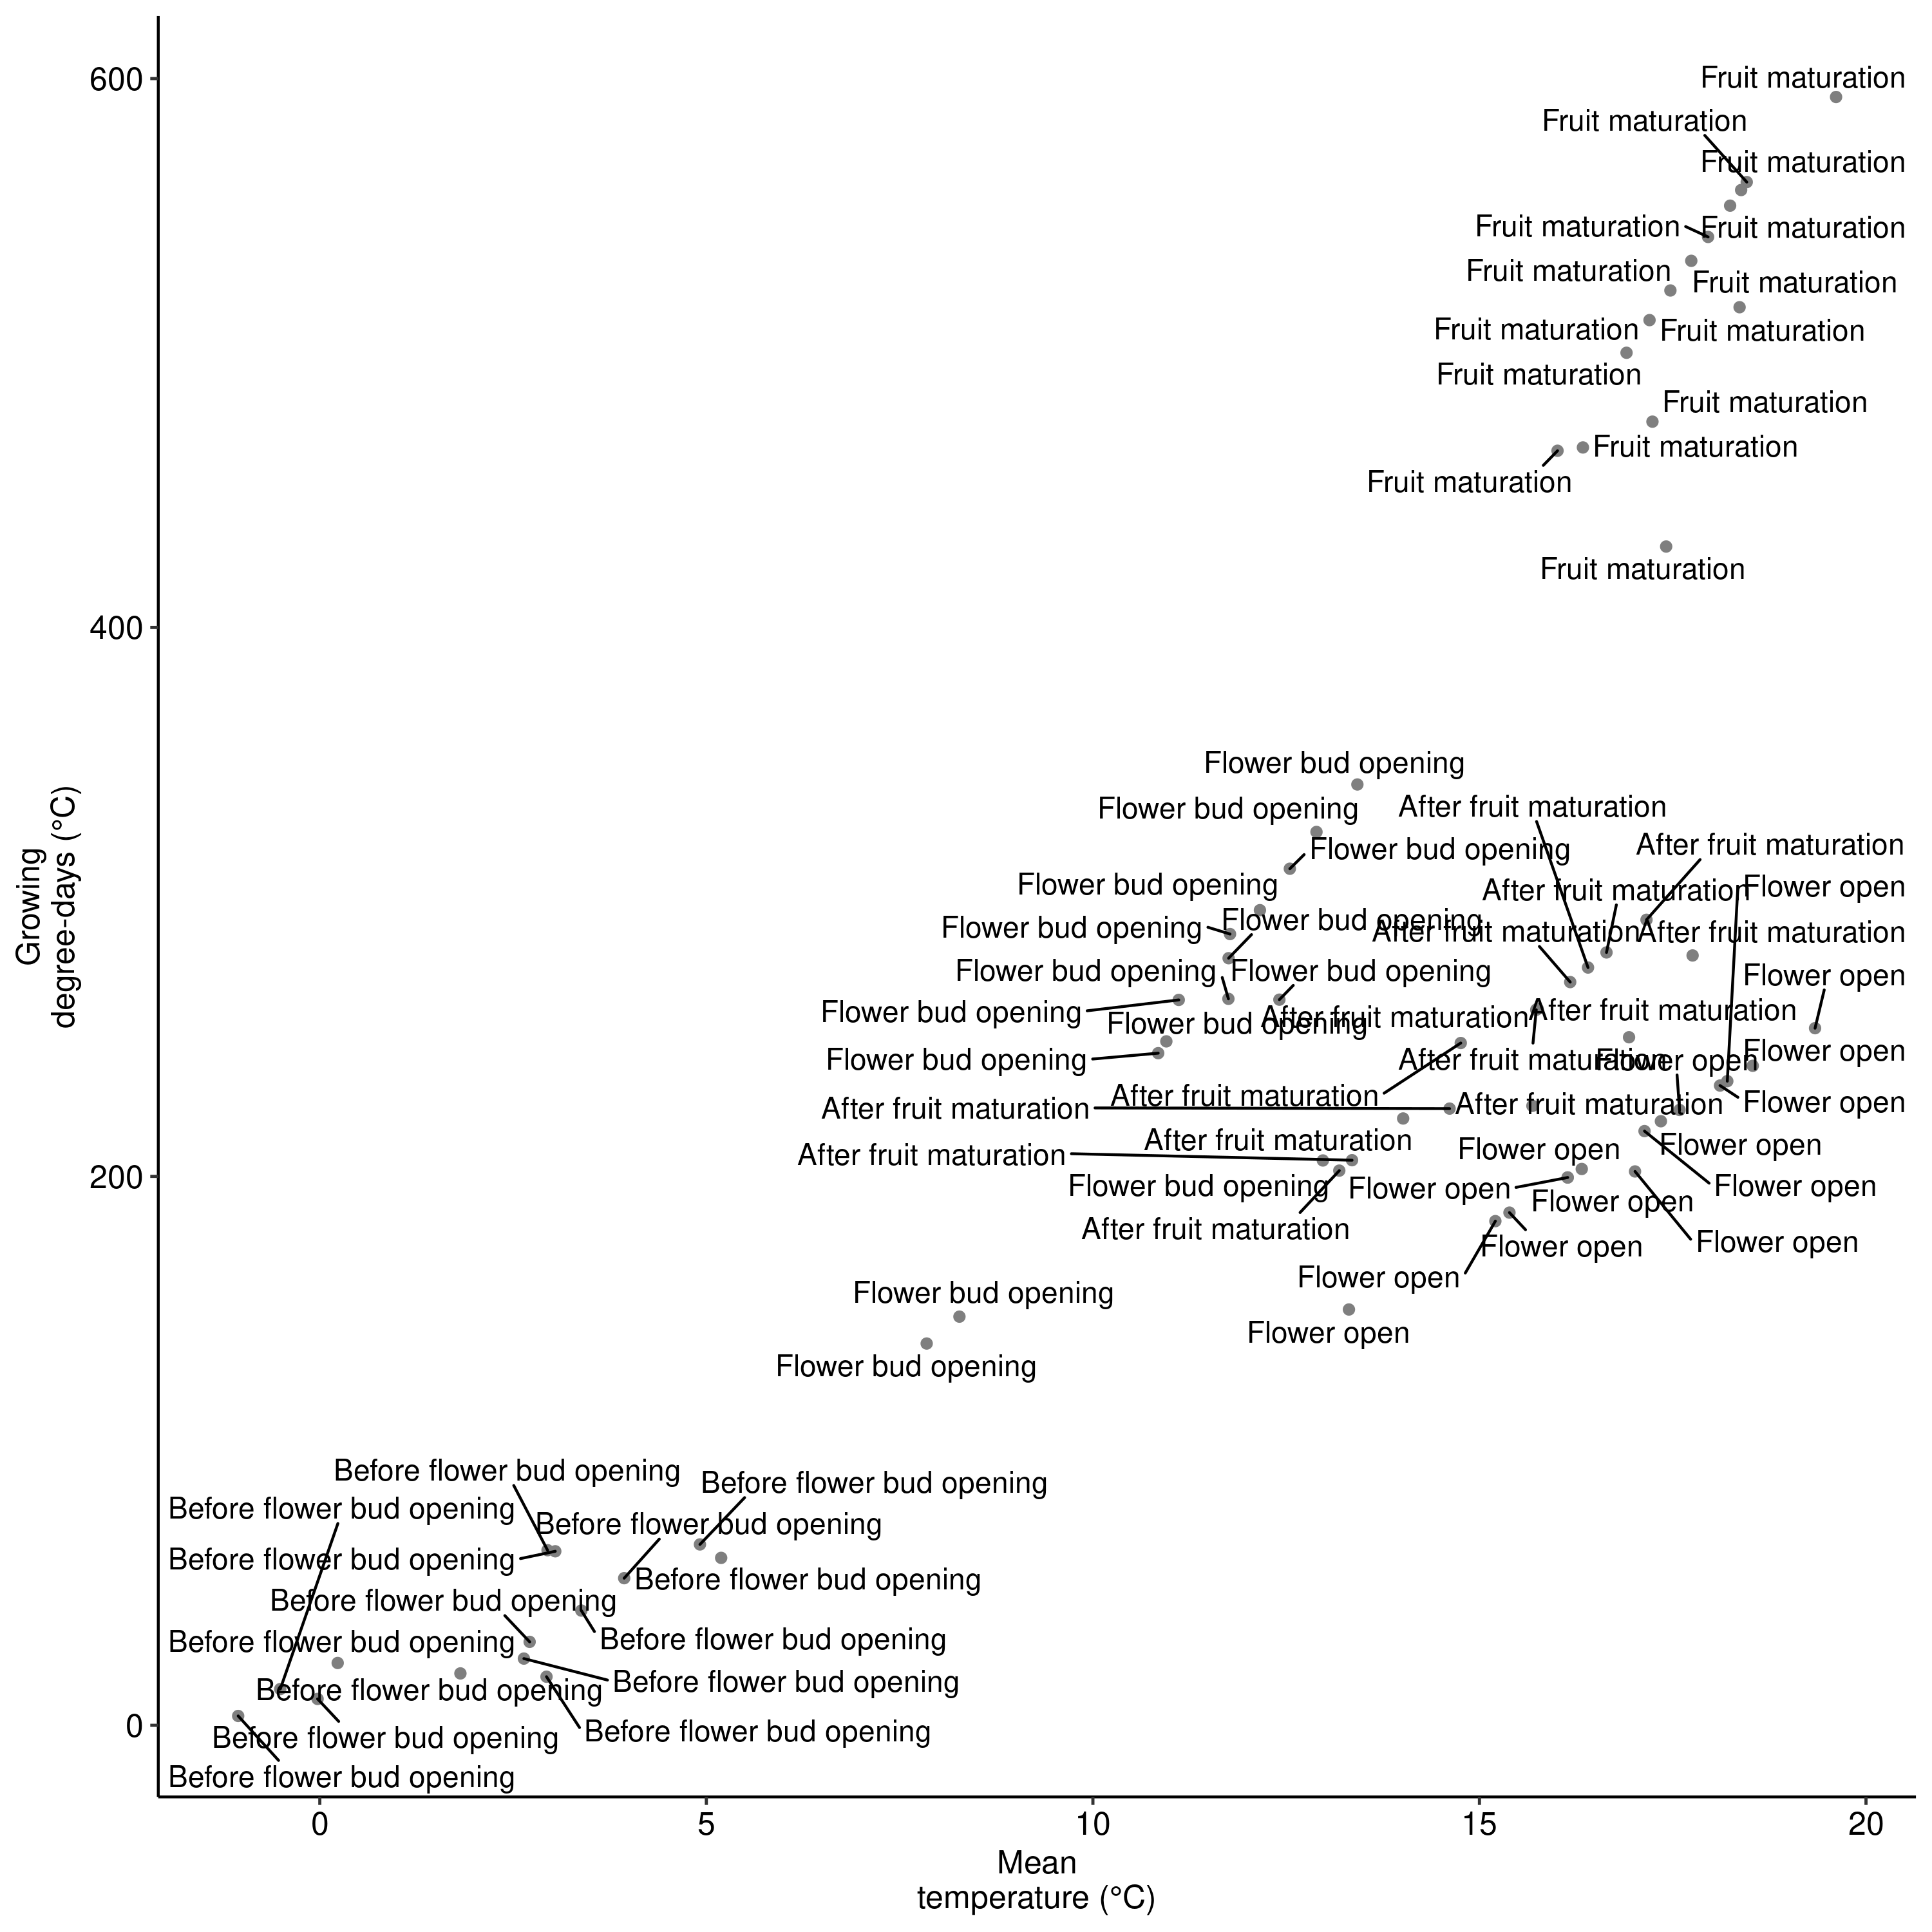 600
400
200
0
Growing
degree-days (°C)
Fruit maturation
Fruit maturation
Fruit maturation
Fruit maturation
Fruit maturation
Fruit maturation
Fruit maturation
Fruit maturation
Fruit maturation
Fruit maturation
Fruit maturation
Fruit maturation
Fruit maturation
Fruit maturation
Flower bud opening
After fruit maturation
Flower bud opening
After fruit maturation
Flower bud opening
Flower bud opening
After fruit maturation
Flower open
Flower bud opening
Flower bud opening
After fruit maturation
After fruit maturation
Flower bud opening
Flower bud opening
Flower open
Flower bud opening
After fruit maturation
After fruit maturation
Flower bud opening
Flower open
Flower bud opening
After fruit maturation
Flower open
After fruit maturation
Flower open
After fruit maturation
After fruit maturation
After fruit maturation
Flower open
Flower open
After fruit maturation
Flower bud opening
Flower open
Flower open
Flower open
After fruit maturation
Flower open
Flower open
Flower open
Flower bud opening
Flower open
Flower bud opening
Before flower bud opening
Before flower bud opening
Before flower bud opening
Before flower bud opening
Before flower bud opening
Before flower bud opening
Before flower bud opening
Before flower bud opening
Before flower bud opening
Before flower bud opening
Before flower bud opening
Before flower bud opening
Before flower bud opening
Before flower bud opening
0
5
10
15
20
Mean
temperature (°C)